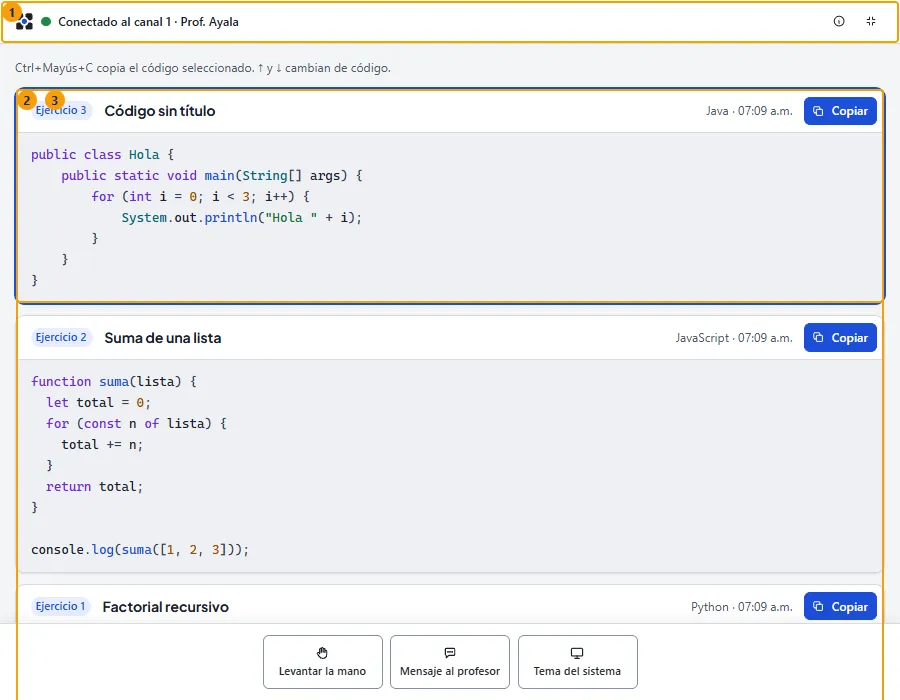 1
Conectado al canal 1 · Prof. Ayala
Ctrl+Mayús+C copia el código seleccionado. ↑ y ↓ cambian de código.
2 3
Ejercicio 3 Código sin título Java · 07:09 a.m. Copiar
public class Hola {
    public static void main(String[] args) {
        for (int i = 0; i < 3; i++) {
            System.out.println("Hola " + i);
        }
    }
}
Ejercicio 2 Suma de una lista JavaScript · 07:09 a.m. Copiar
function suma(lista) {
  let total = 0;
  for (const n of lista) {
    total += n;
  }
  return total;
}

console.log(suma([1, 2, 3]));
Ejercicio 1 Factorial recursivo Python · 07:09 a.m. Copiar
Levantar la mano Mensaje al profesor Tema del sistema